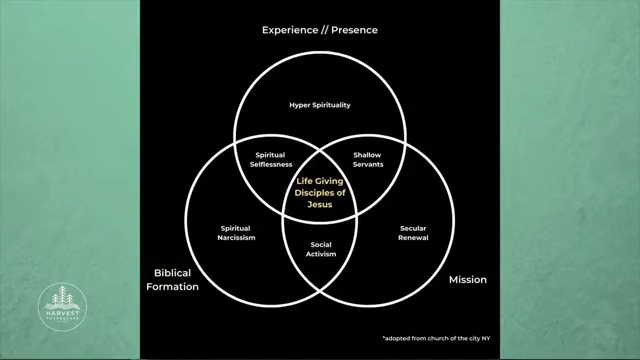 Experience // Presence
Hyper Spirituality
Spiritual
Selflessness
Shallow
Servants
Life Giving
Disciples of
Jesus
Spiritual
Narcissism
Secular
Renewal
Social
Activism
Biblical
Formation
Mission
HARVEST
*adopted from church of the city NY